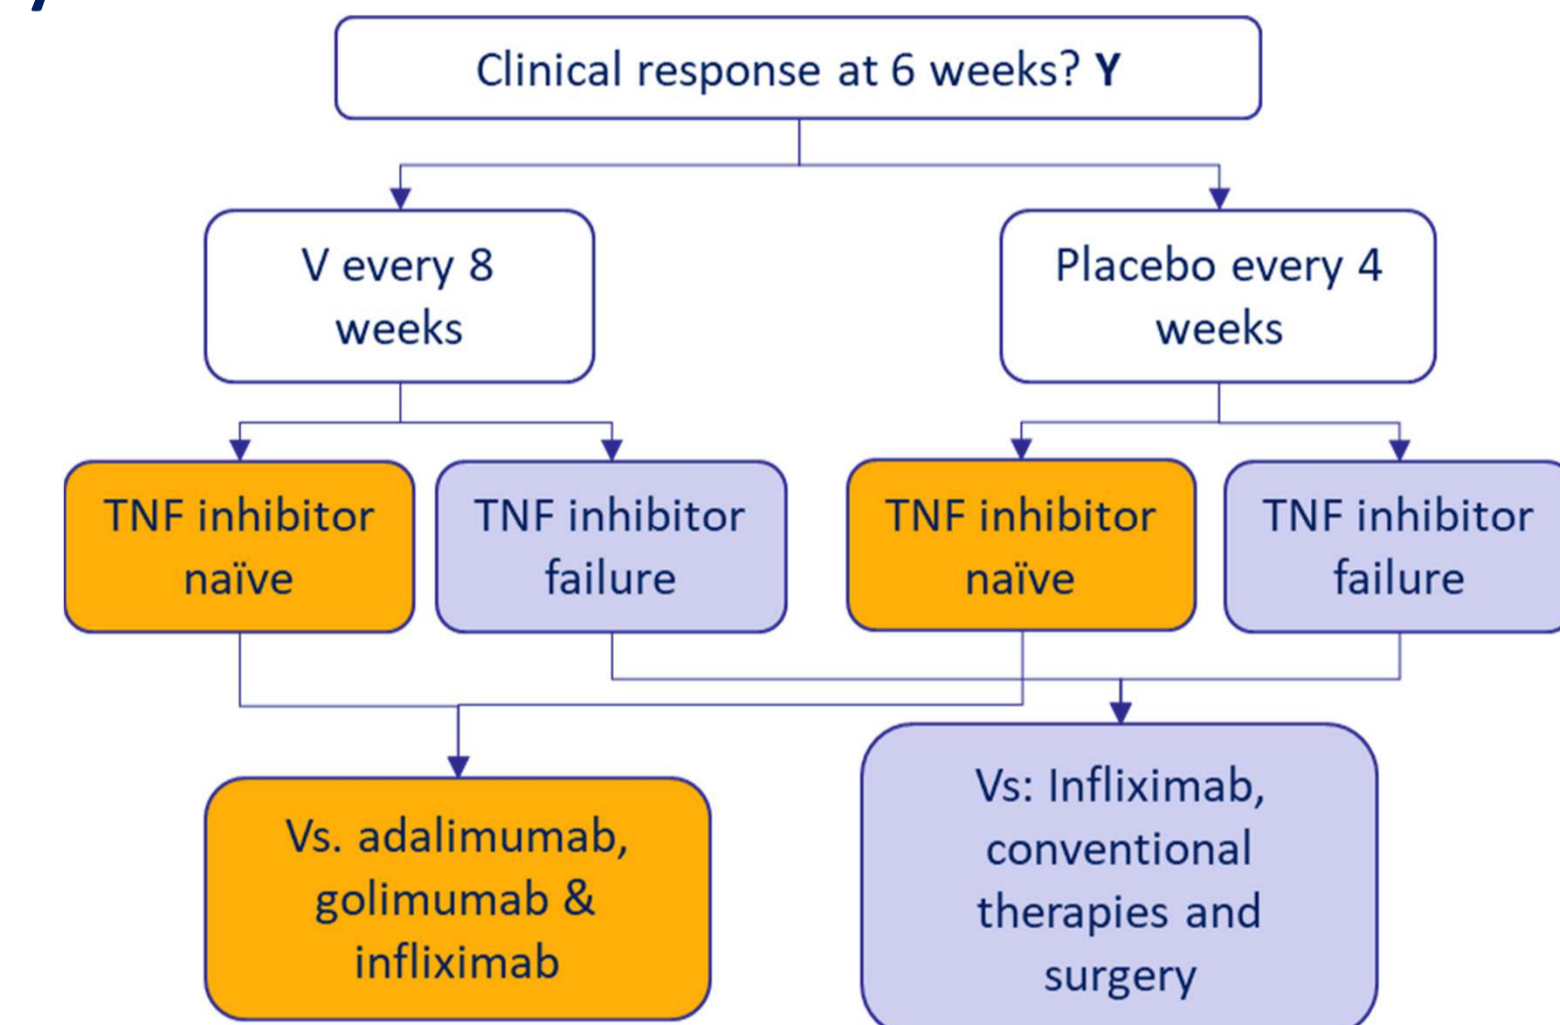 Clinical response at 6 weeks? Y
V every 8
weeks
Placebo every 4
weeks
TNF inhibitor
naïve
TNF inhibitor
failure
TNF inhibitor
naïve
TNF inhibitor
failure
Vs. adalimumab,
golimumab &
infliximab
Vs: Infliximab,
conventional
therapies and
surgery